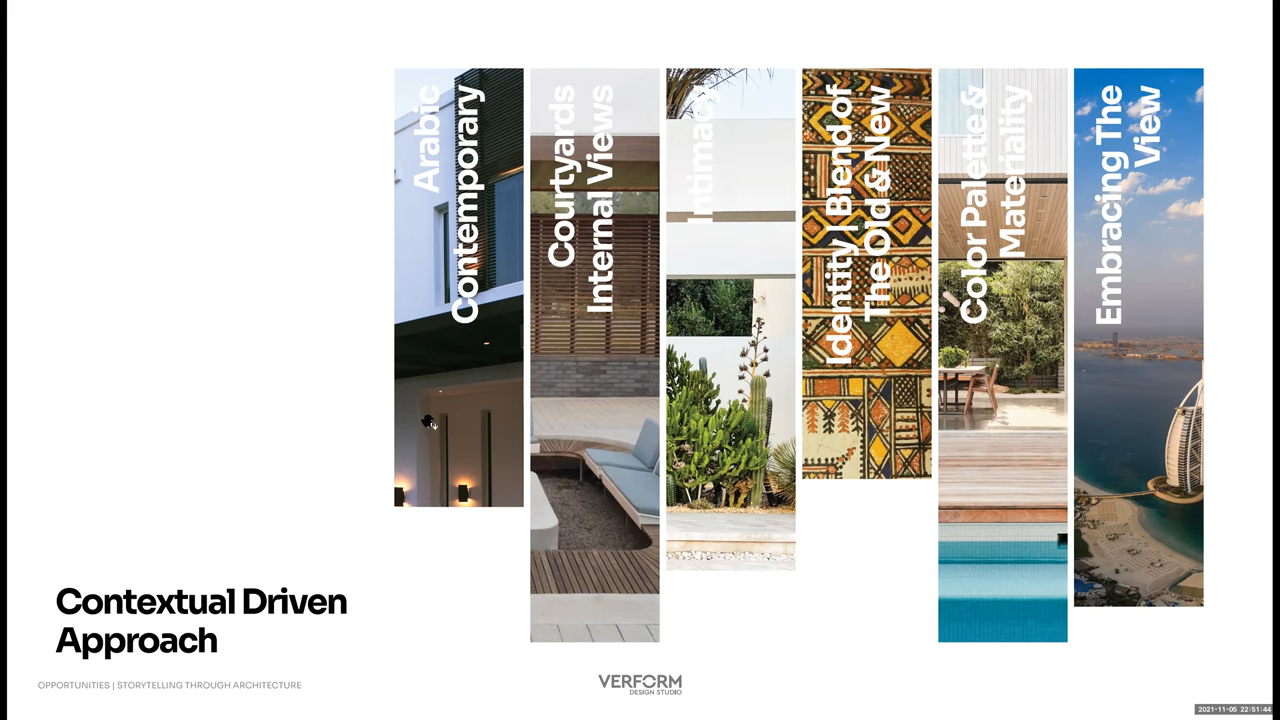 Arabic
Contemporary
Courtyards
Internal Views
Intimacy
Identity | Blend of
The Old & New
Color Palette &
Materiality
Embracing The
View
Contextual Driven
Approach
OPPORTUNITIES | STORYTELLING THROUGH ARCHITECTURE
VERFORM
DESIGN STUDIO
2021-11-05 22:51:44